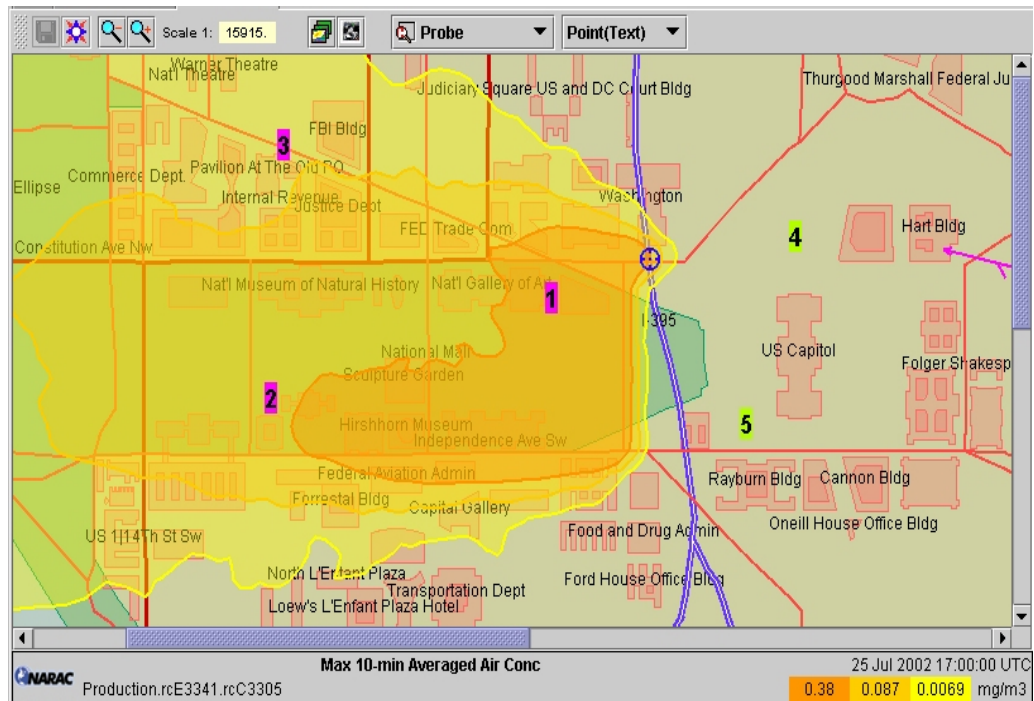 Scale 1: 15915. Probe Point(Text)
Warner Theatre
Nat'l Theatre
Judiciary Square US and DC Court Bldg
Thurgood Marshall Federal Ju
FBI Bldg
3
Pavilion At The Old PO
Commerce Dept.
Ellipse
Internal Revenue
Justice Dept
Washington
FED Trade Com
4
Hart Bldg
Constitution Ave Nw
Nat'l Museum of Natural History
Nat'l Gallery of Art
1
I-395
National Mall
US Capitol
Folger Shakesp
Sculpture Garden
2
Hirshhorn Museum
Independence Ave Sw
5
Federal Aviation Admin
Rayburn Bldg
Cannon Bldg
Forrestal Bldg
Capital Gallery
Oneill House Office Bldg
US 1|14Th St Sw
Food and Drug Admin
North L'Enfant Plaza
Ford House Office Bldg
Transportation Dept
Loew's L'Enfant Plaza Hotel
NARAC
Max 10-min Averaged Air Conc
25 Jul 2002 17:00:00 UTC
Production.rcE3341.rcC3305
0.38 0.087 0.0069 mg/m3